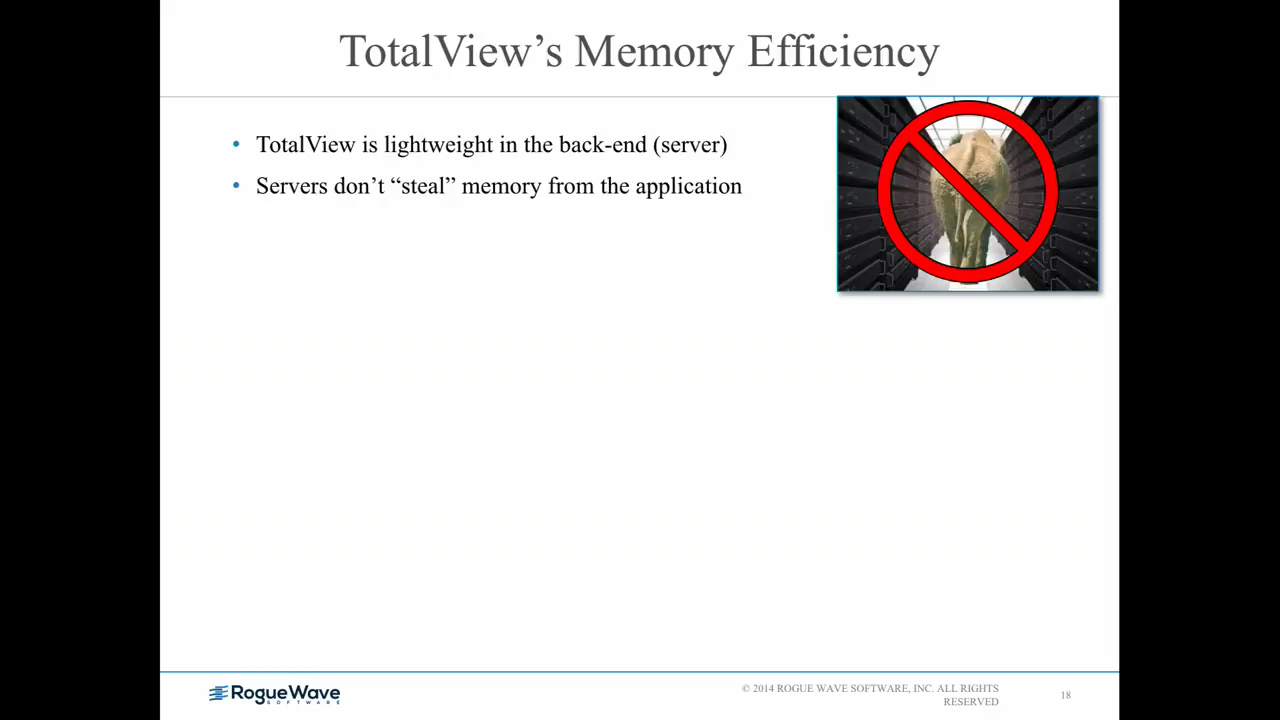 TotalView’s Memory Efficiency
• TotalView is lightweight in the back-end (server)
• Servers don’t “steal” memory from the application
RogueWave
SOFTWARE
© 2014 ROGUE WAVE SOFTWARE, INC. ALL RIGHTS
RESERVED
18